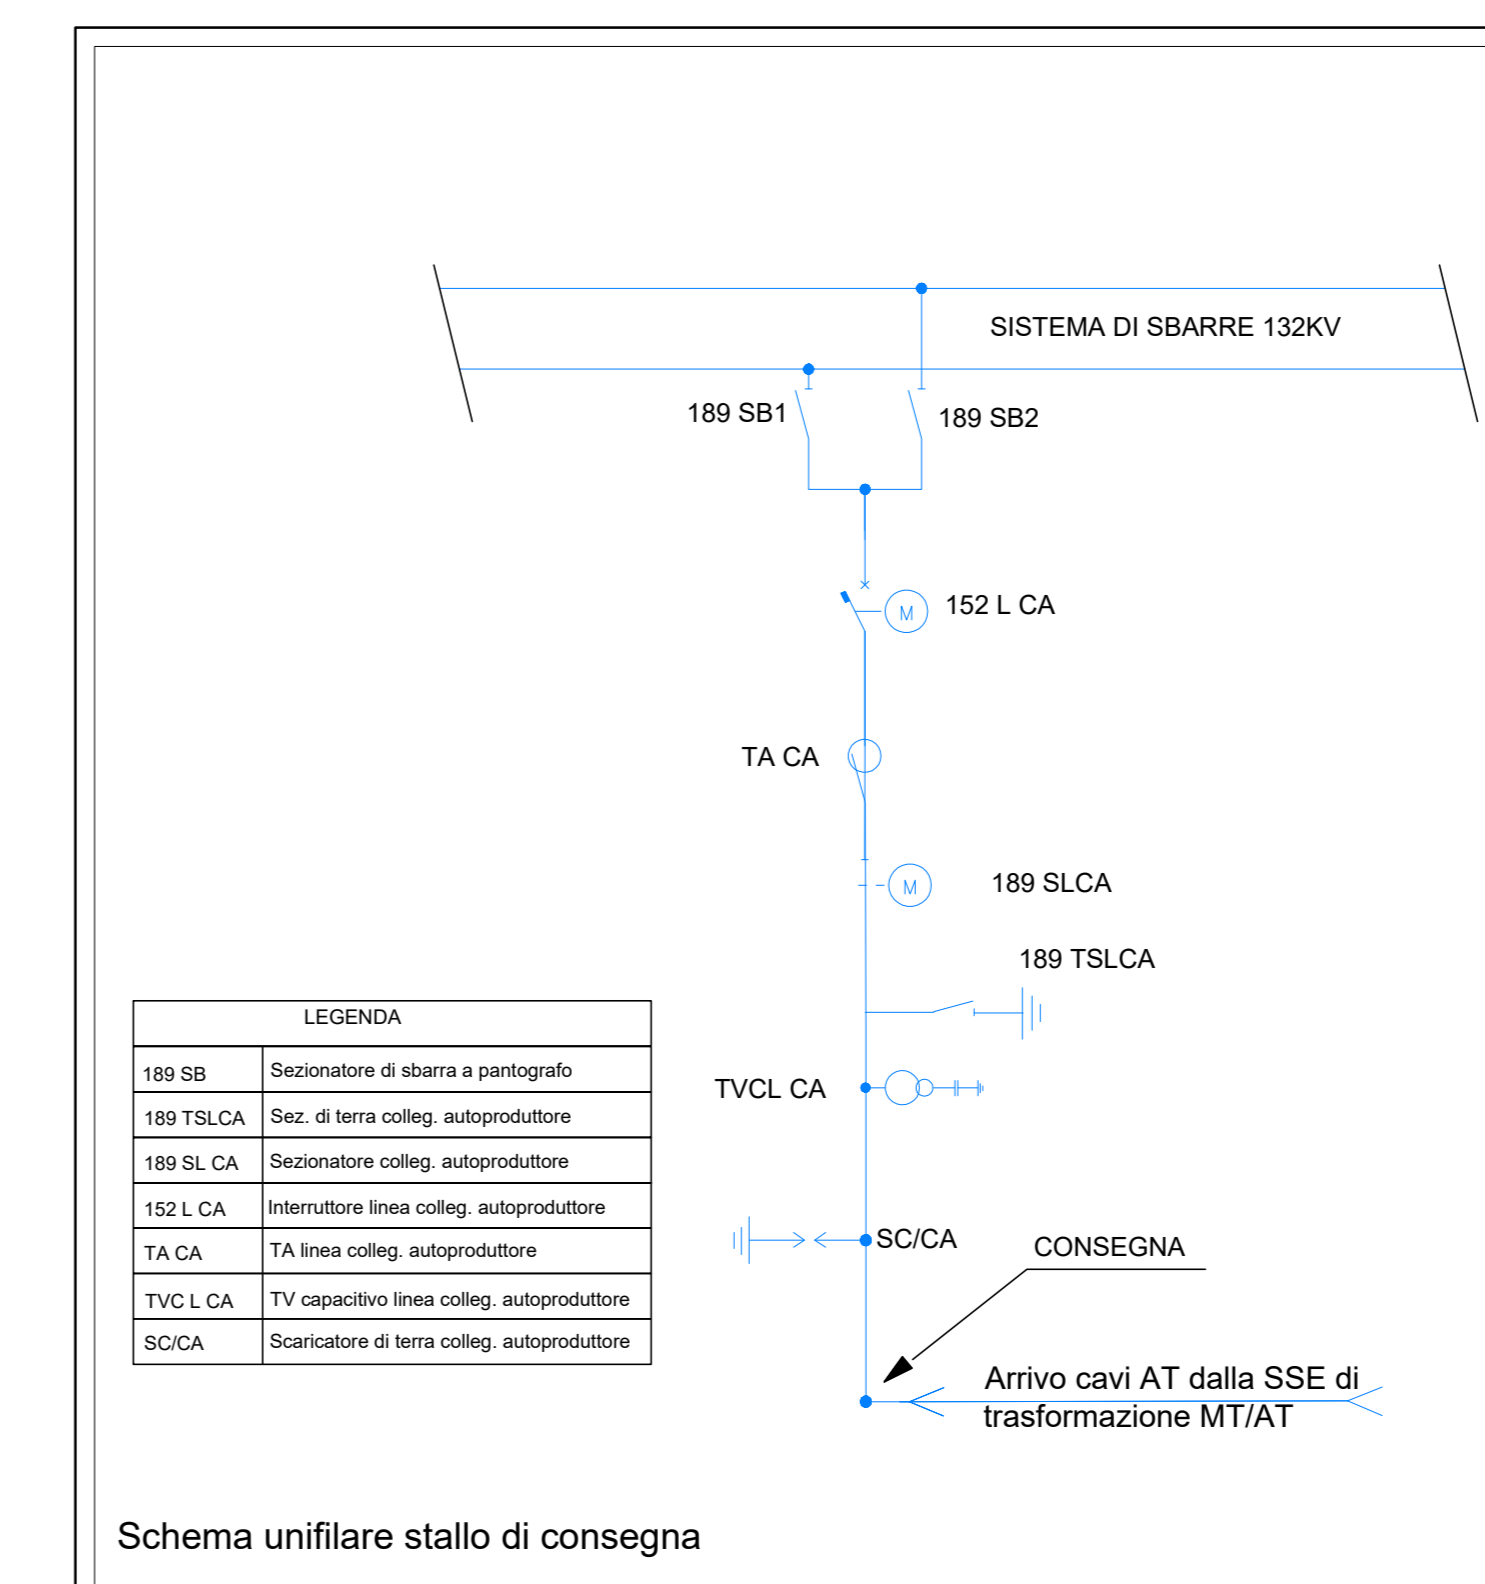 SISTEMA DI SBARRE 132KV
189 SB1
189 SB2
152 L CA
M
TA CA
M
189 SLCA
189 TSLCA
TVCL CA
SC/CA
CONSEGNA
Arrivo cavi AT dalla SSE di
trasformazione MT/AT
LEGENDA
189 SB Sezionatore di sbarra a pantografo
189 TSLCA Sez. di terra colleg. autoproduttore
189 SL CA Sezionatore colleg. autoproduttore
152 L CA Interruttore linea colleg. autoproduttore
TA CA TA linea colleg. autoproduttore
TVC L CA TV capacitivo linea colleg. autoproduttore
SC/CA Scaricatore di terra colleg. autoproduttore
Schema unifilare stallo di consegna